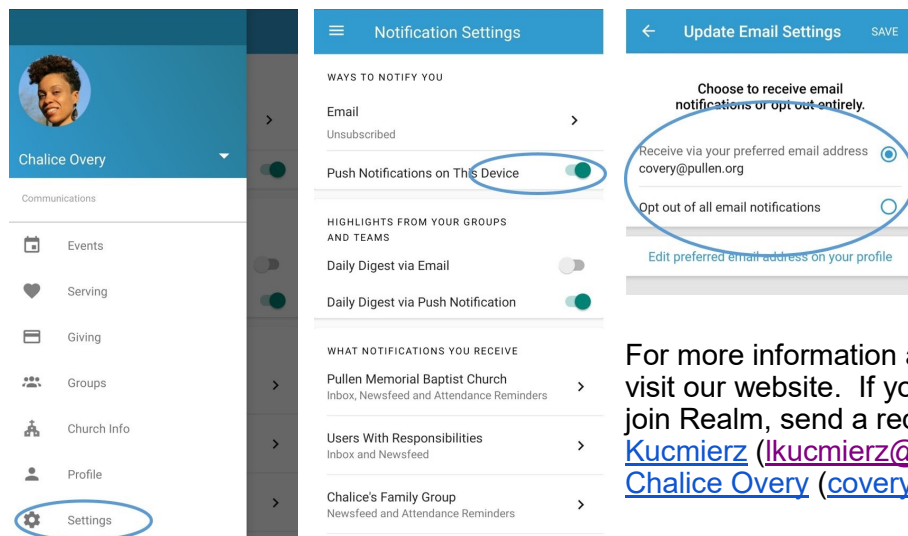 Chalice Overy
Communications
Events
Serving
Giving
Groups
Church Info
Profile
Settings
Notification Settings
WAYS TO NOTIFY YOU
Email
Unsubscribed
Push Notifications on This Device
HIGHLIGHTS FROM YOUR GROUPS
AND TEAMS
Daily Digest via Email
Daily Digest via Push Notification
WHAT NOTIFICATIONS YOU RECEIVE
Pullen Memorial Baptist Church
Inbox, Newsfeed and Attendance Reminders
Users With Responsibilities
Inbox and Newsfeed
Chalice's Family Group
Newsfeed and Attendance Reminders
Update Email Settings SAVE
Choose to receive email
notifications or opt out entirely.
Receive via your preferred email address
covery@pullen.org
Opt out of all email notifications
Edit preferred email address on your profile
For more information
visit our website. If
join Realm, send a
Kucmierz (lkucmierz@
Chalice Overy (covery